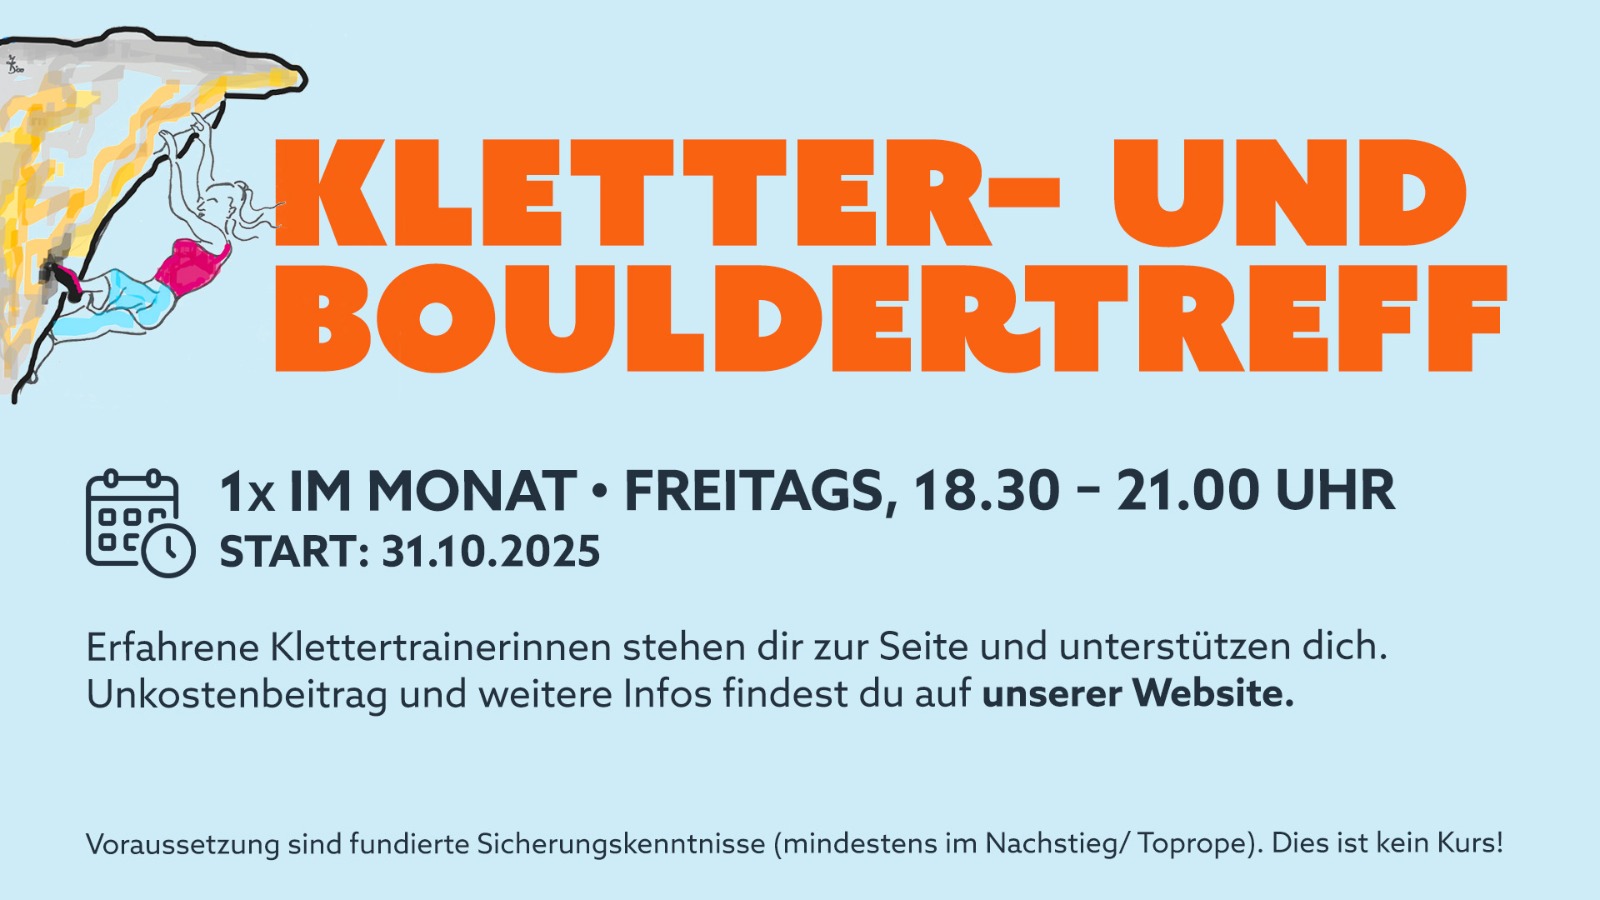 KLETTER- UND
BOULDERTREFF
1x IM MONAT • FREITAGS, 18.30 – 21.00 UHR
START: 31.10.2025
Erfahrene Klettertrainerinnen stehen dir zur Seite und unterstützen dich.
Unkostenbeitrag und weitere Infos findest du auf unserer Website.
Voraussetzung sind fundierte Sicherungskenntnisse (mindestens im Nachstieg/ Toprope). Dies ist kein Kurs!